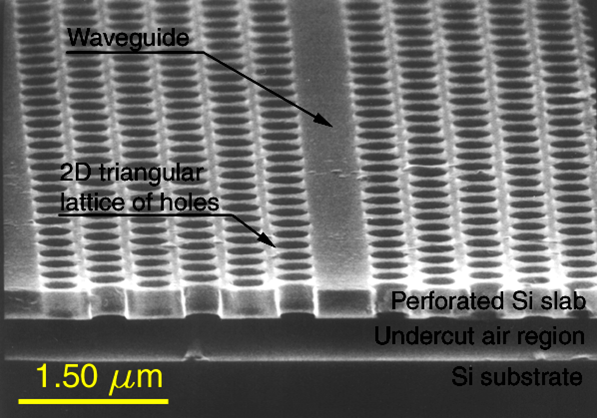 Waveguide
2D triangular
lattice of holes
Perforated Si slab
Undercut air region
Si substrate
1.50 μm